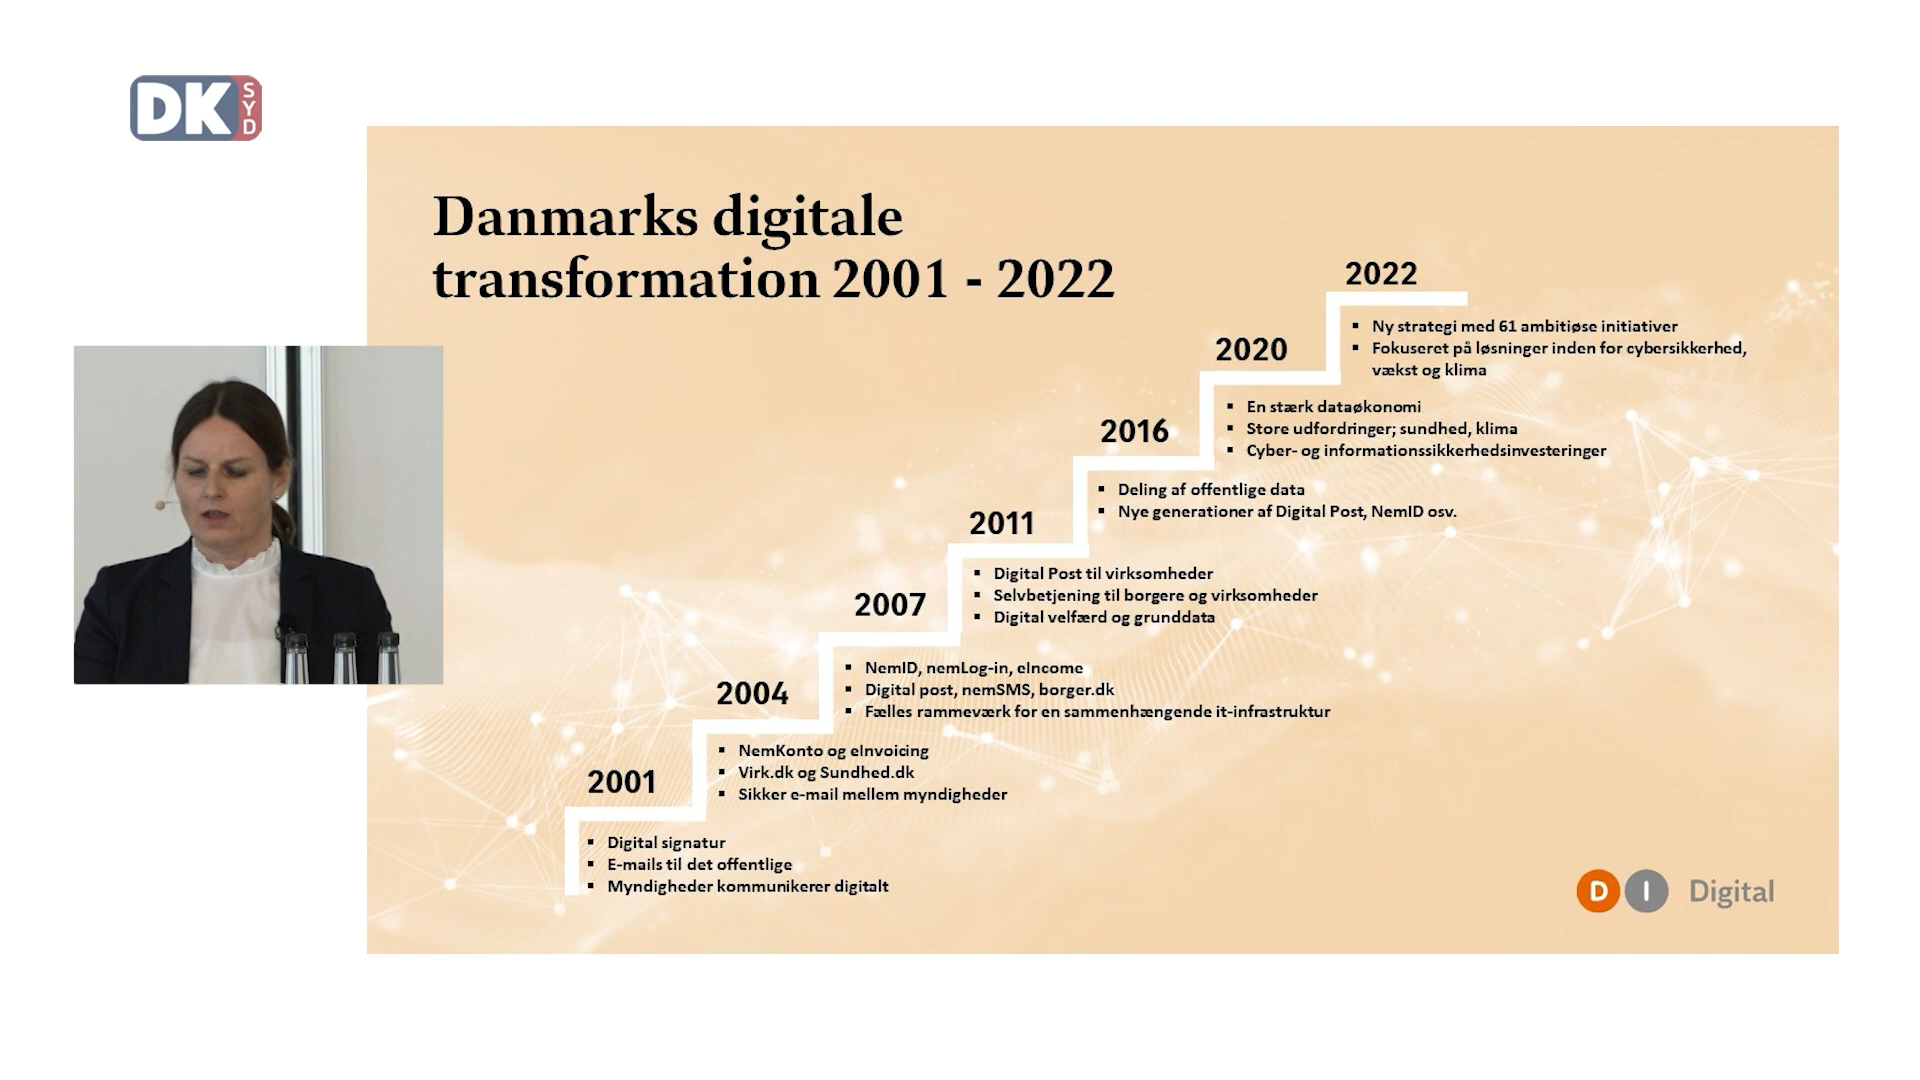 DK SYD
Danmarks digitale
transformation 2001 - 2022
2022
▪ Ny strategi med 61 ambitiøse initiativer
▪ Fokuseret på løsninger inden for cybersikkerhed,
vækst og klima
2020
▪ En stærk dataøkonomi
▪ Store udfordringer; sundhed, klima
▪ Cyber- og informationssikkerhedsinvesteringer
2016
▪ Deling af offentlige data
▪ Nye generationer af Digital Post, NemID osv.
2011
▪ Digital Post til virksomheder
▪ Selvbetjening til borgere og virksomheder
▪ Digital velfærd og grunddata
2007
▪ NemID, nemLog-in, eIncome
▪ Digital post, nemSMS, borger.dk
▪ Fælles rammeværk for en sammenhængende it-infrastruktur
2004
▪ NemKonto og eInvoicing
▪ Virk.dk og Sundhed.dk
▪ Sikker e-mail mellem myndigheder
2001
▪ Digital signatur
▪ E-mails til det offentlige
▪ Myndigheder kommunikerer digitalt
DI Digital